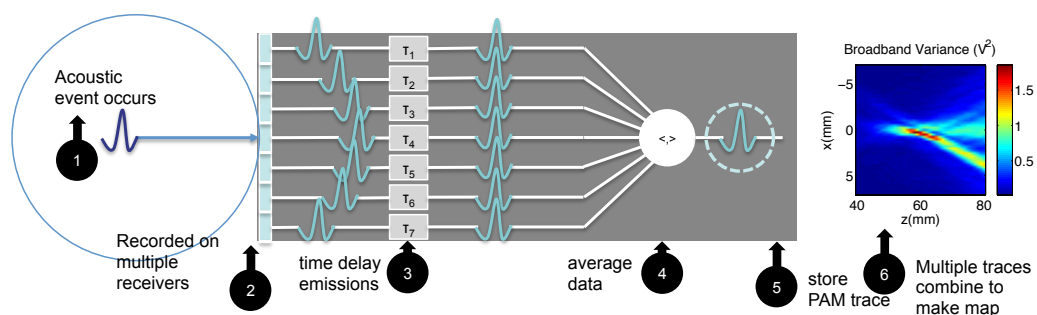 Acoustic
event occurs
1
Recorded on
multiple
receivers
2
τ1
τ2
τ3
τ4
τ5
τ6
τ7
time delay
emissions
3
<,>
average
data
4
5
store
PAM trace
Broadband Variance (V²)
x(mm)
-5
0
5
40
60
80
z(mm)
1.5
1
0.5
6
Multiple traces
combine to
make map